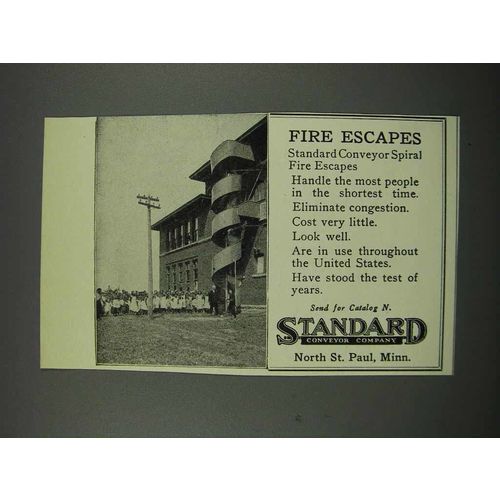 FIRE ESCAPES
Standard Conveyor Spiral
Fire Escapes
Handle the most people
in the shortest time.
Eliminate congestion.
Cost very little.
Look well.
Are in use throughout
the United States.
Have stood the test of
years.
Send for Catalog N.
STANDARD
CONVEYOR COMPANY
North St. Paul, Minn.